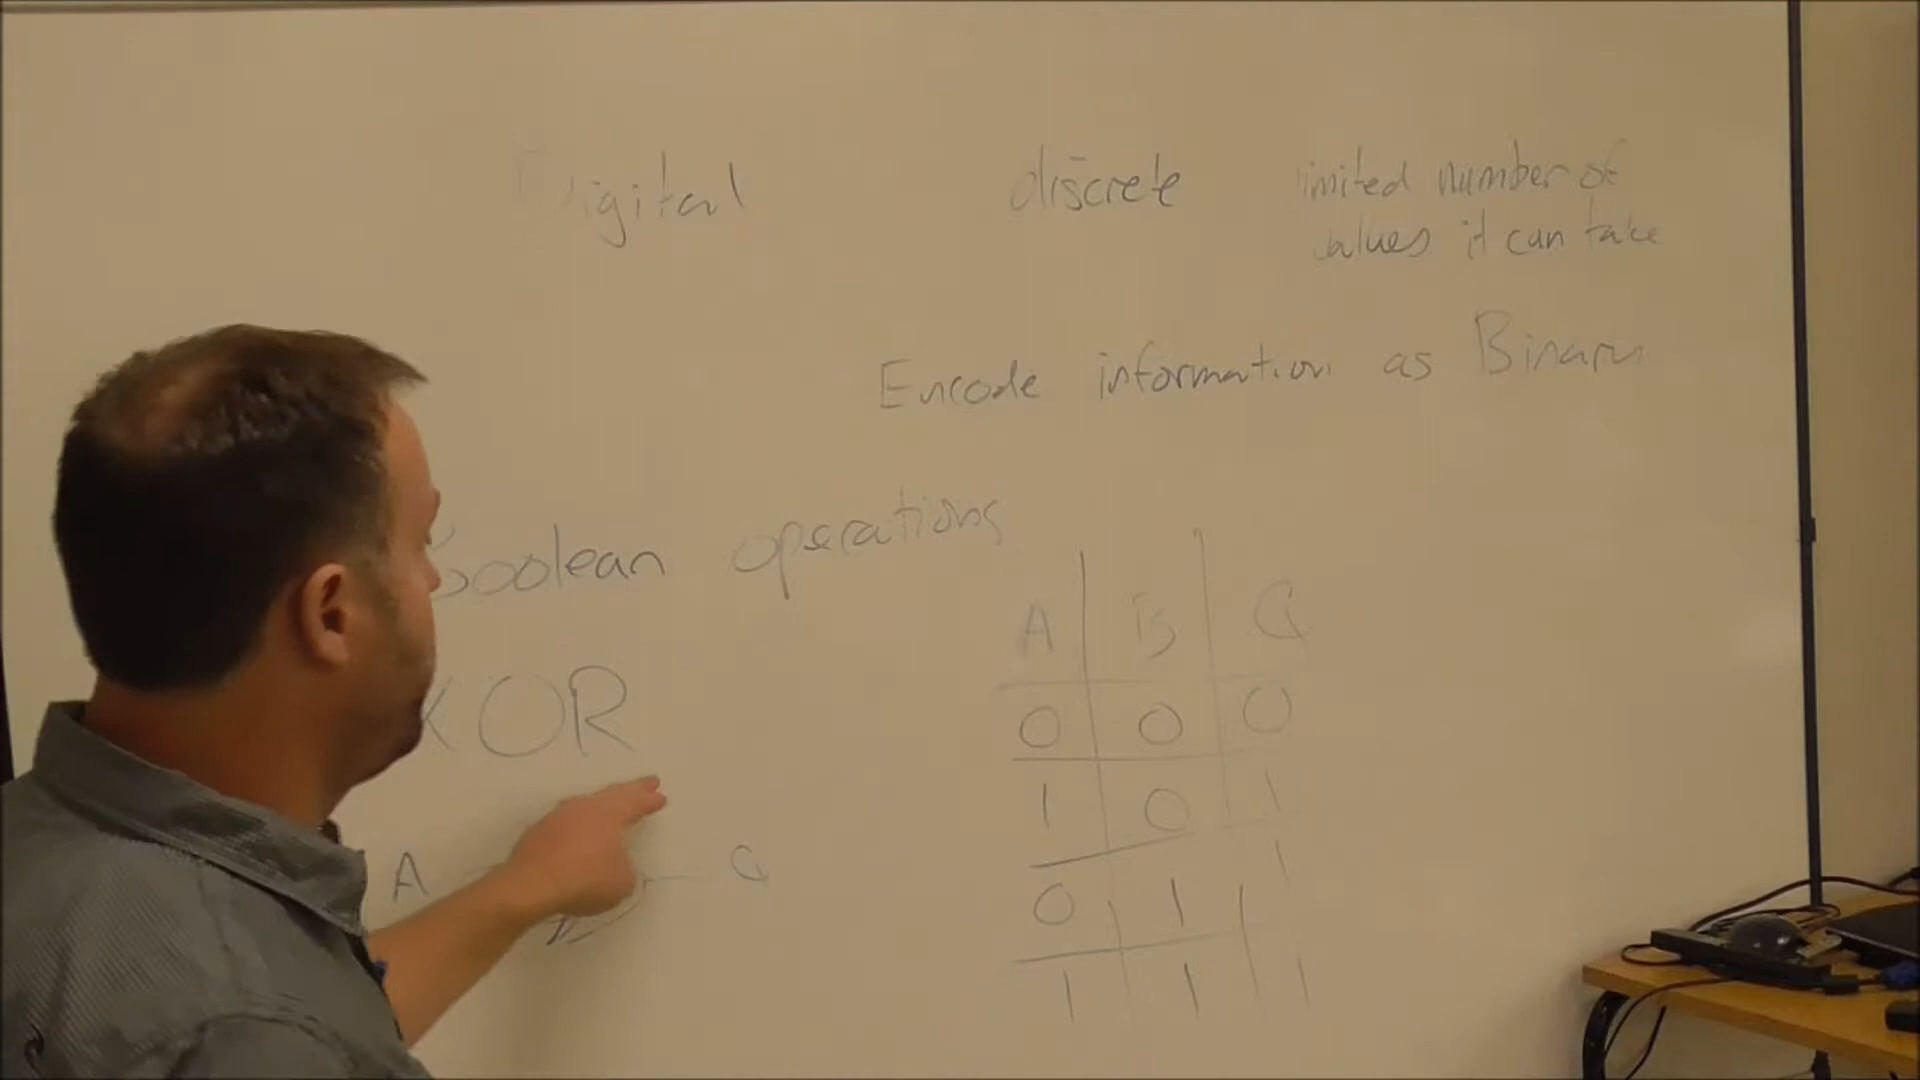 Digital discrete limited number of
values it can take
Encode information as Binary
Boolean operations
XOR
A Q
A B Q
0 0 0
1 0 1
0 1 1
1 1 1